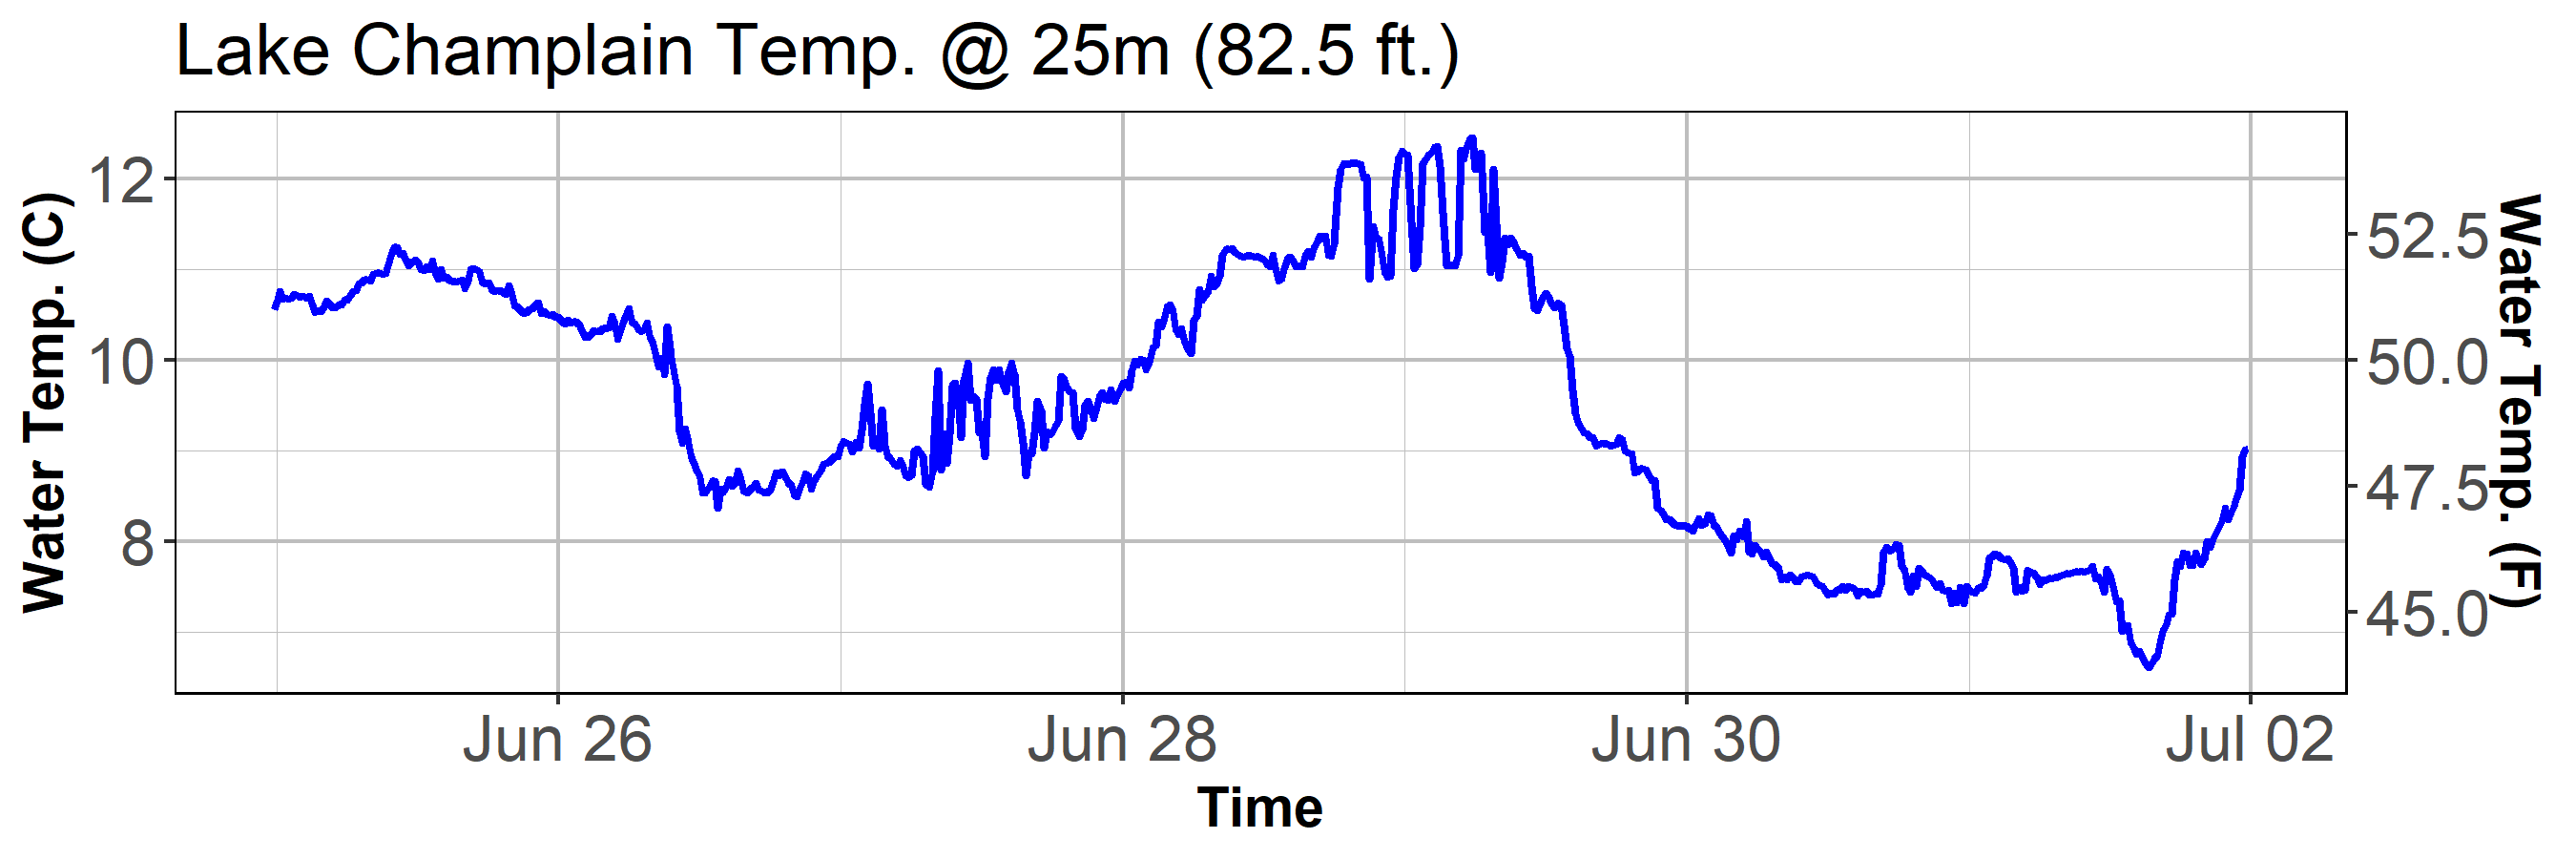 Lake Champlain Temp. @ 25m (82.5 ft.)
Water Temp. (C)
12
10
8
52.5
50.0
47.5
45.0
Water Temp. (F)
Jun 26
Jun 28
Jun 30
Jul 02
Time